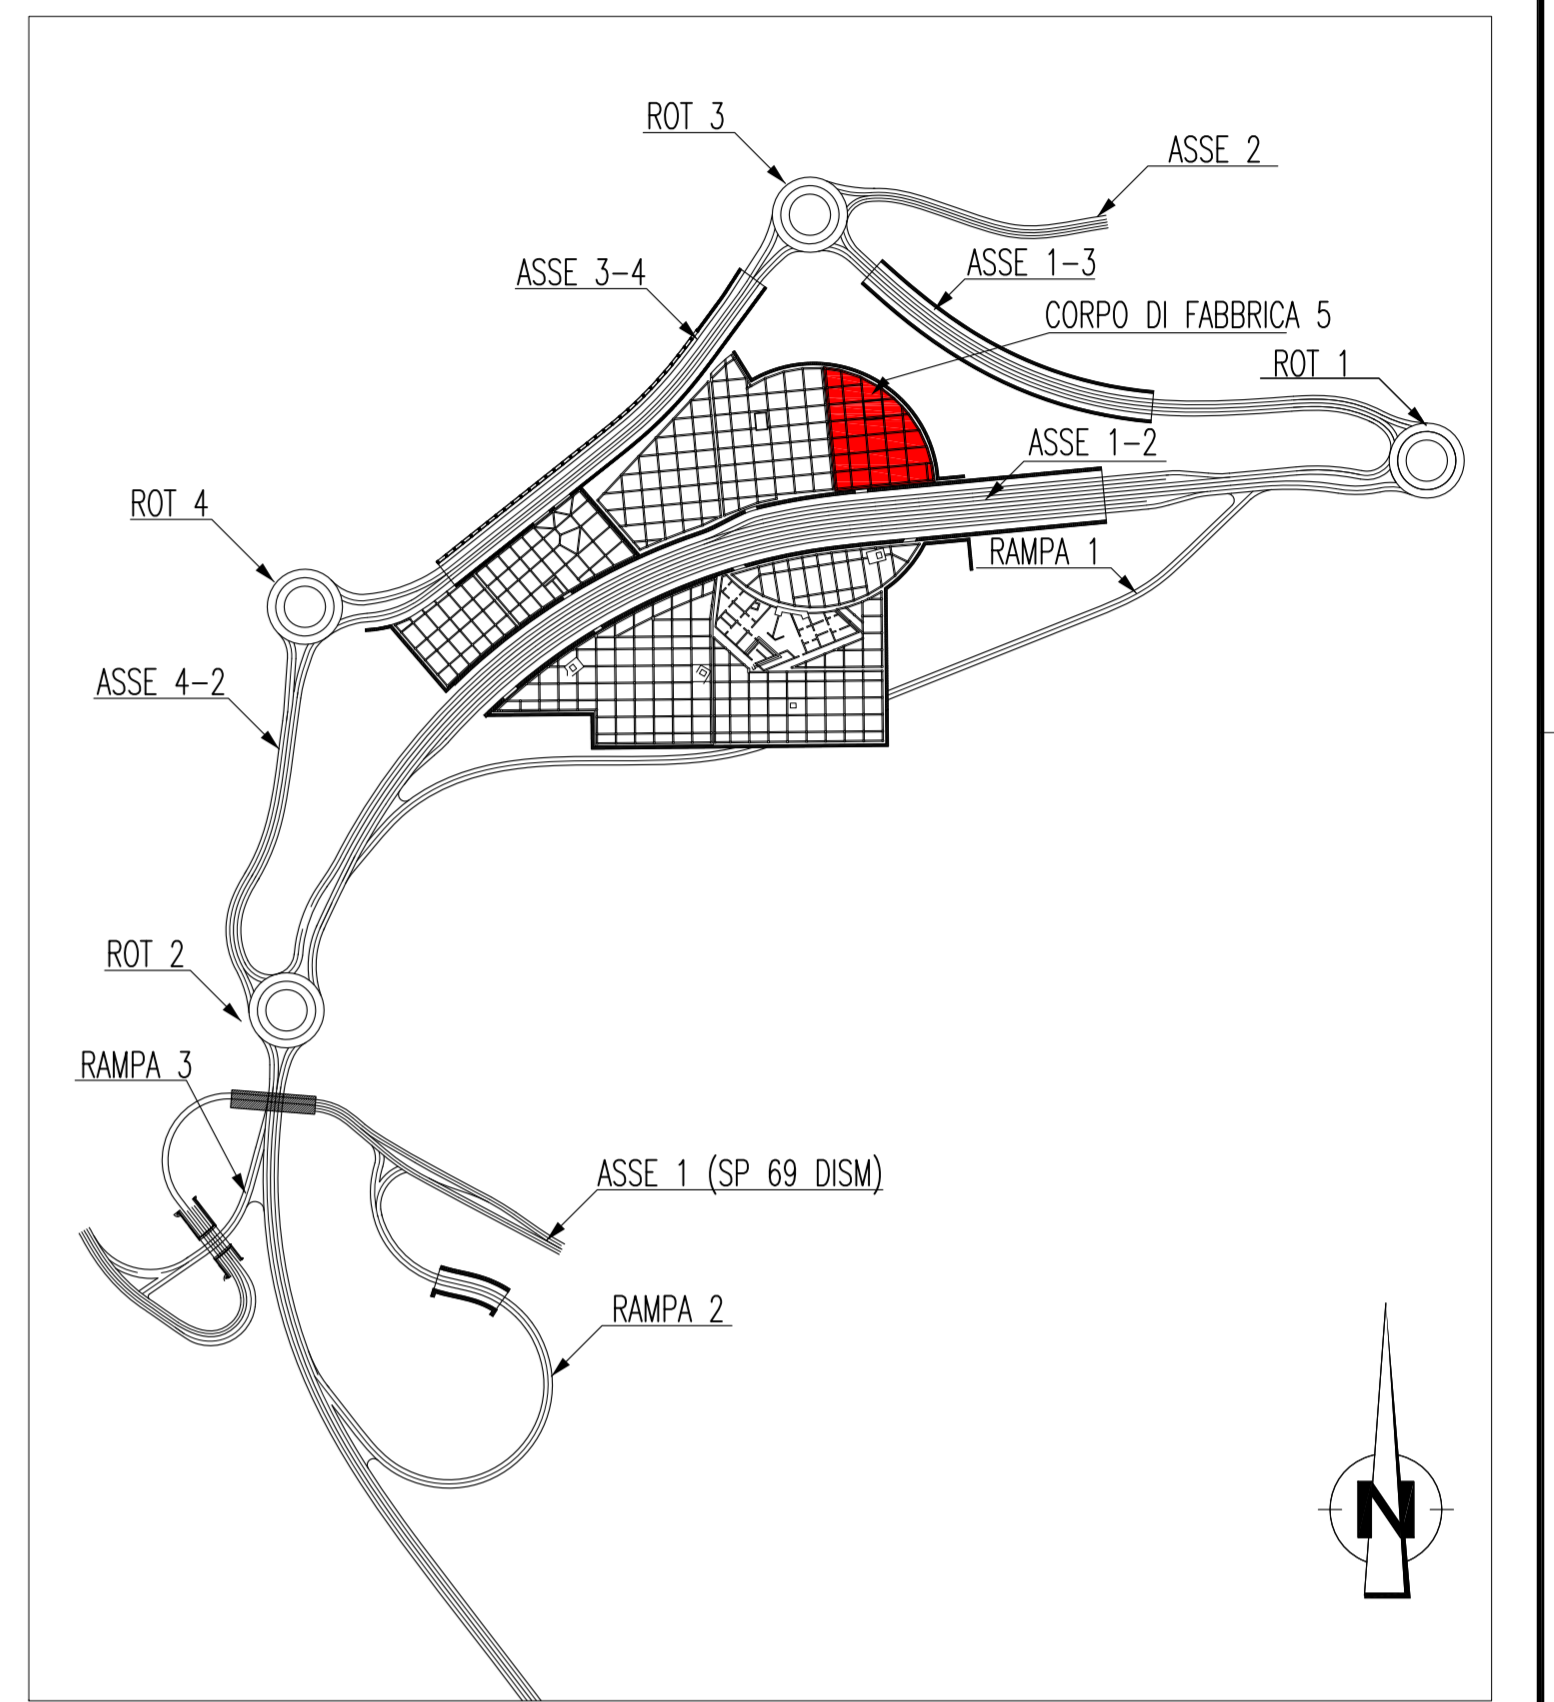 ROT 3
ASSE 2
ASSE 3-4
ASSE 1-3
CORPO DI FABBRICA 5
ROT 1
ASSE 1-2
ROT 4
RAMPA 1
ASSE 4-2
ROT 2
RAMPA 3
ASSE 1 (SP 69 DISM)
RAMPA 2
N